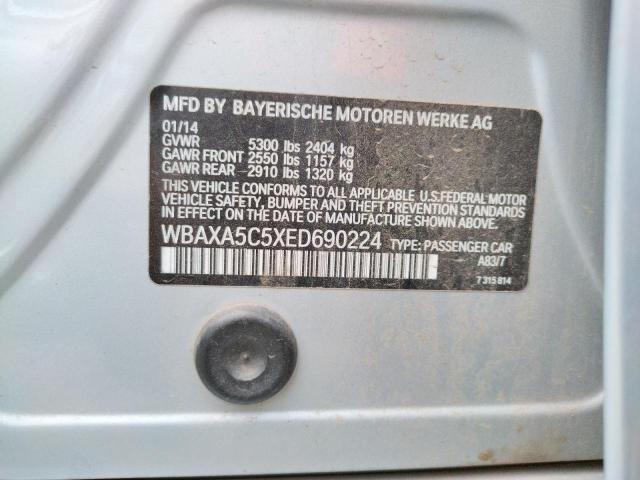 MFD BY BAYERISCHE MOTOREN WERKE AG
01/14
GVWR 5300 lbs 2404 kg
GAWR FRONT 2550 lbs 1157 kg
GAWR REAR -2910 lbs 1320 kg
THIS VEHICLE CONFORMS TO ALL APPLICABLE U.S.FEDERAL MOTOR
VEHICLE SAFETY, BUMPER AND THEFT PREVENTION STANDARDS
IN EFFECT ON THE DATE OF MANUFACTURE SHOWN ABOVE.
WBAXA5C5XED690224 TYPE: PASSENGER CAR
A83/7
7 315 814